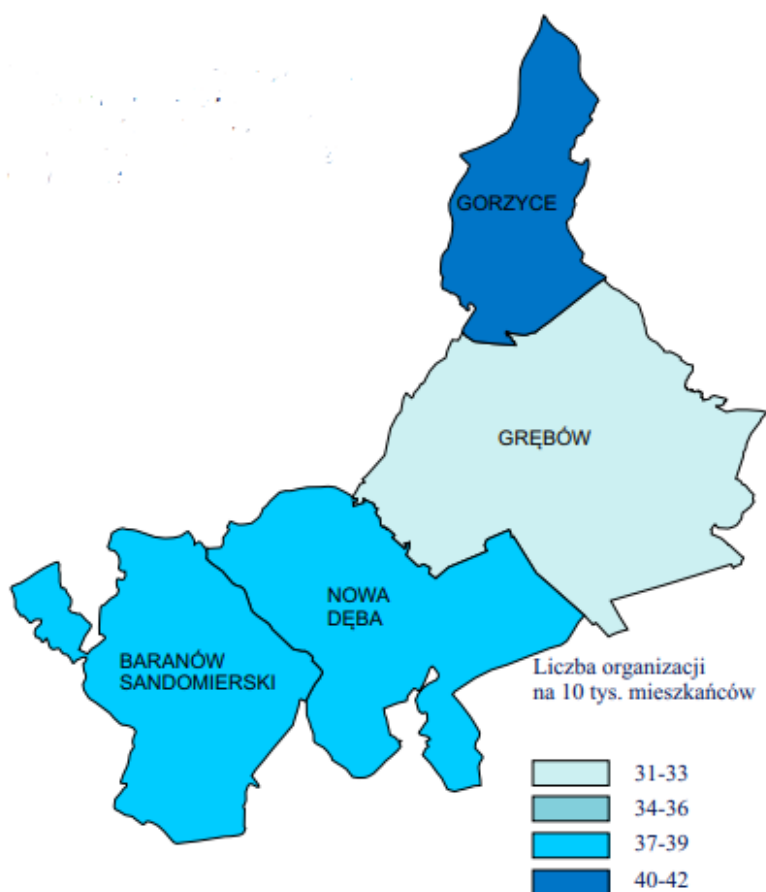 GORZYCE
GRĘBÓW
NOWA
DĘBA
BARANÓW
SANDOMIERSKI
Liczba organizacji
na 10 tys. mieszkańców
31-33
34-36
37-39
40-42